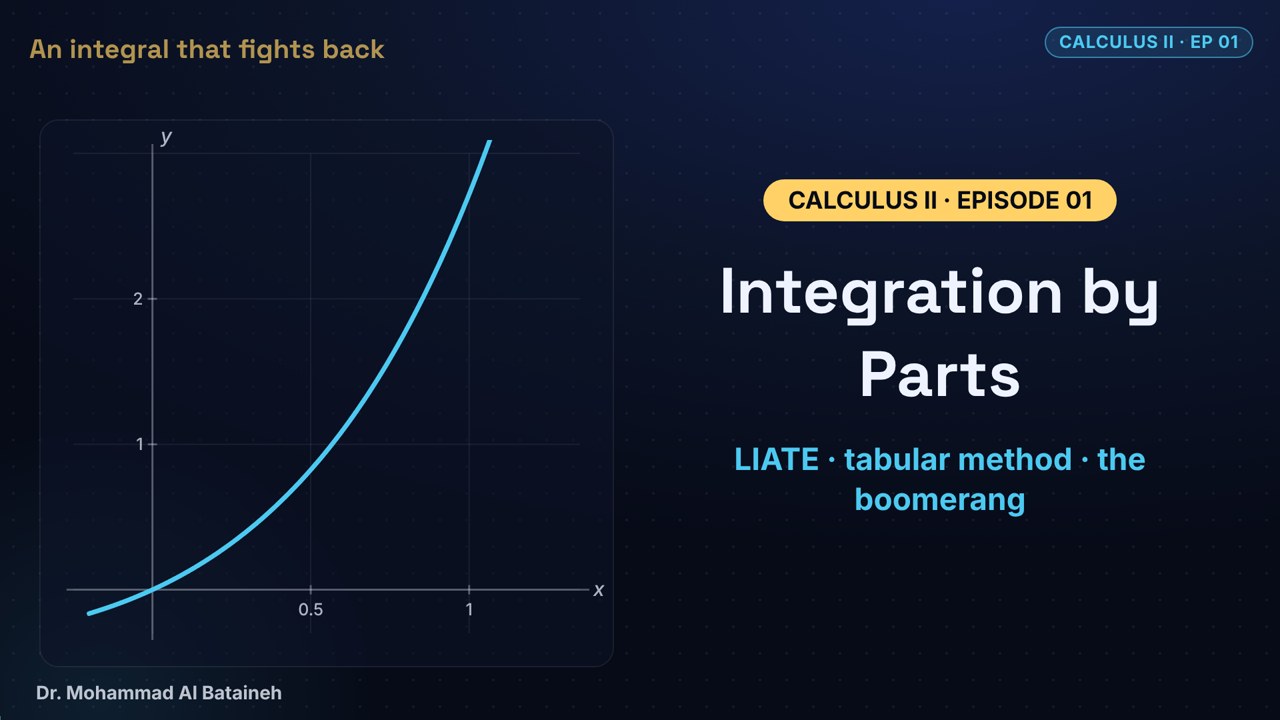 An integral that fights back
CALCULUS II · EP 01
y
2
1
0.5
1
x
CALCULUS II · EPISODE 01
Integration by
Parts
LIATE · tabular method · the
boomerang
Dr. Mohammad Al Bataineh